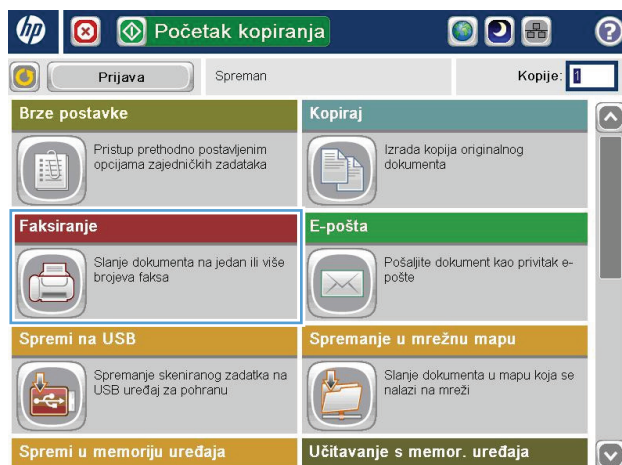 hp
Početak kopiranja
?
Prijava
Spreman
Kopije: 1
Brze postavke
Kopiraj
Pristup prethodno postavljenim
opcijama zajedničkih zadataka
Izrada kopija originalnog
dokumenta
Faksiranje
E-pošta
Slanje dokumenta na jedan ili više
brojeva faksa
Pošaljite dokument kao privitak e-
pošte
Spremi na USB
Spremanje u mrežnu mapu
Spremanje skeniranog zadatka na
USB uređaj za pohranu
Slanje dokumenta u mapu koja se
nalazi na mreži
Spremi u memoriju uređaja
Učitavanje s memor. uređaja